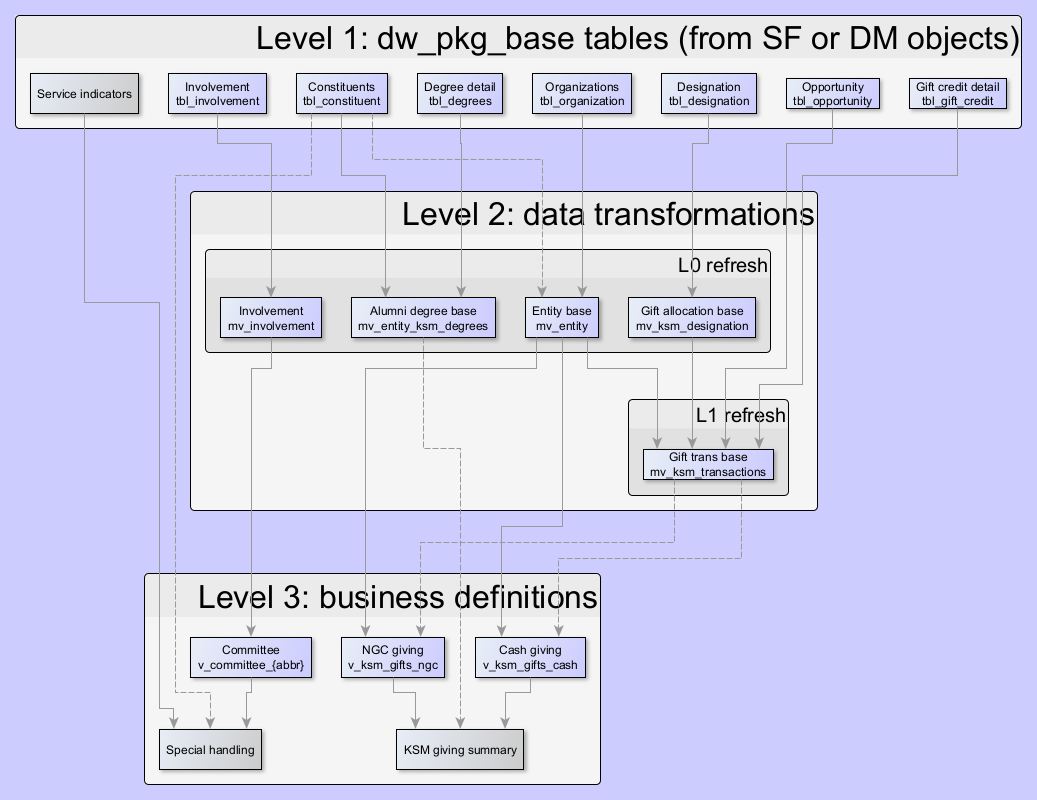 Level 1: dw_pkg_base tables (from SF or DM objects)
Service indicators
Involvement
tbl_involvement
Constituents
tbl_constituent
Degree detail
tbl_degrees
Organizations
tbl_organization
Designation
tbl_designation
Opportunity
tbl_opportunity
Gift credit detail
tbl_gift_credit
Level 2: data transformations
L0 refresh
Involvement
mv_involvement
Alumni degree base
mv_entity_ksm_degrees
Entity base
mv_entity
Gift allocation base
mv_ksm_designation
L1 refresh
Gift trans base
mv_ksm_transactions
Level 3: business definitions
Committee
v_committee_{abbr}
NGC giving
v_ksm_gifts_ngc
Cash giving
v_ksm_gifts_cash
Special handling
KSM giving summary